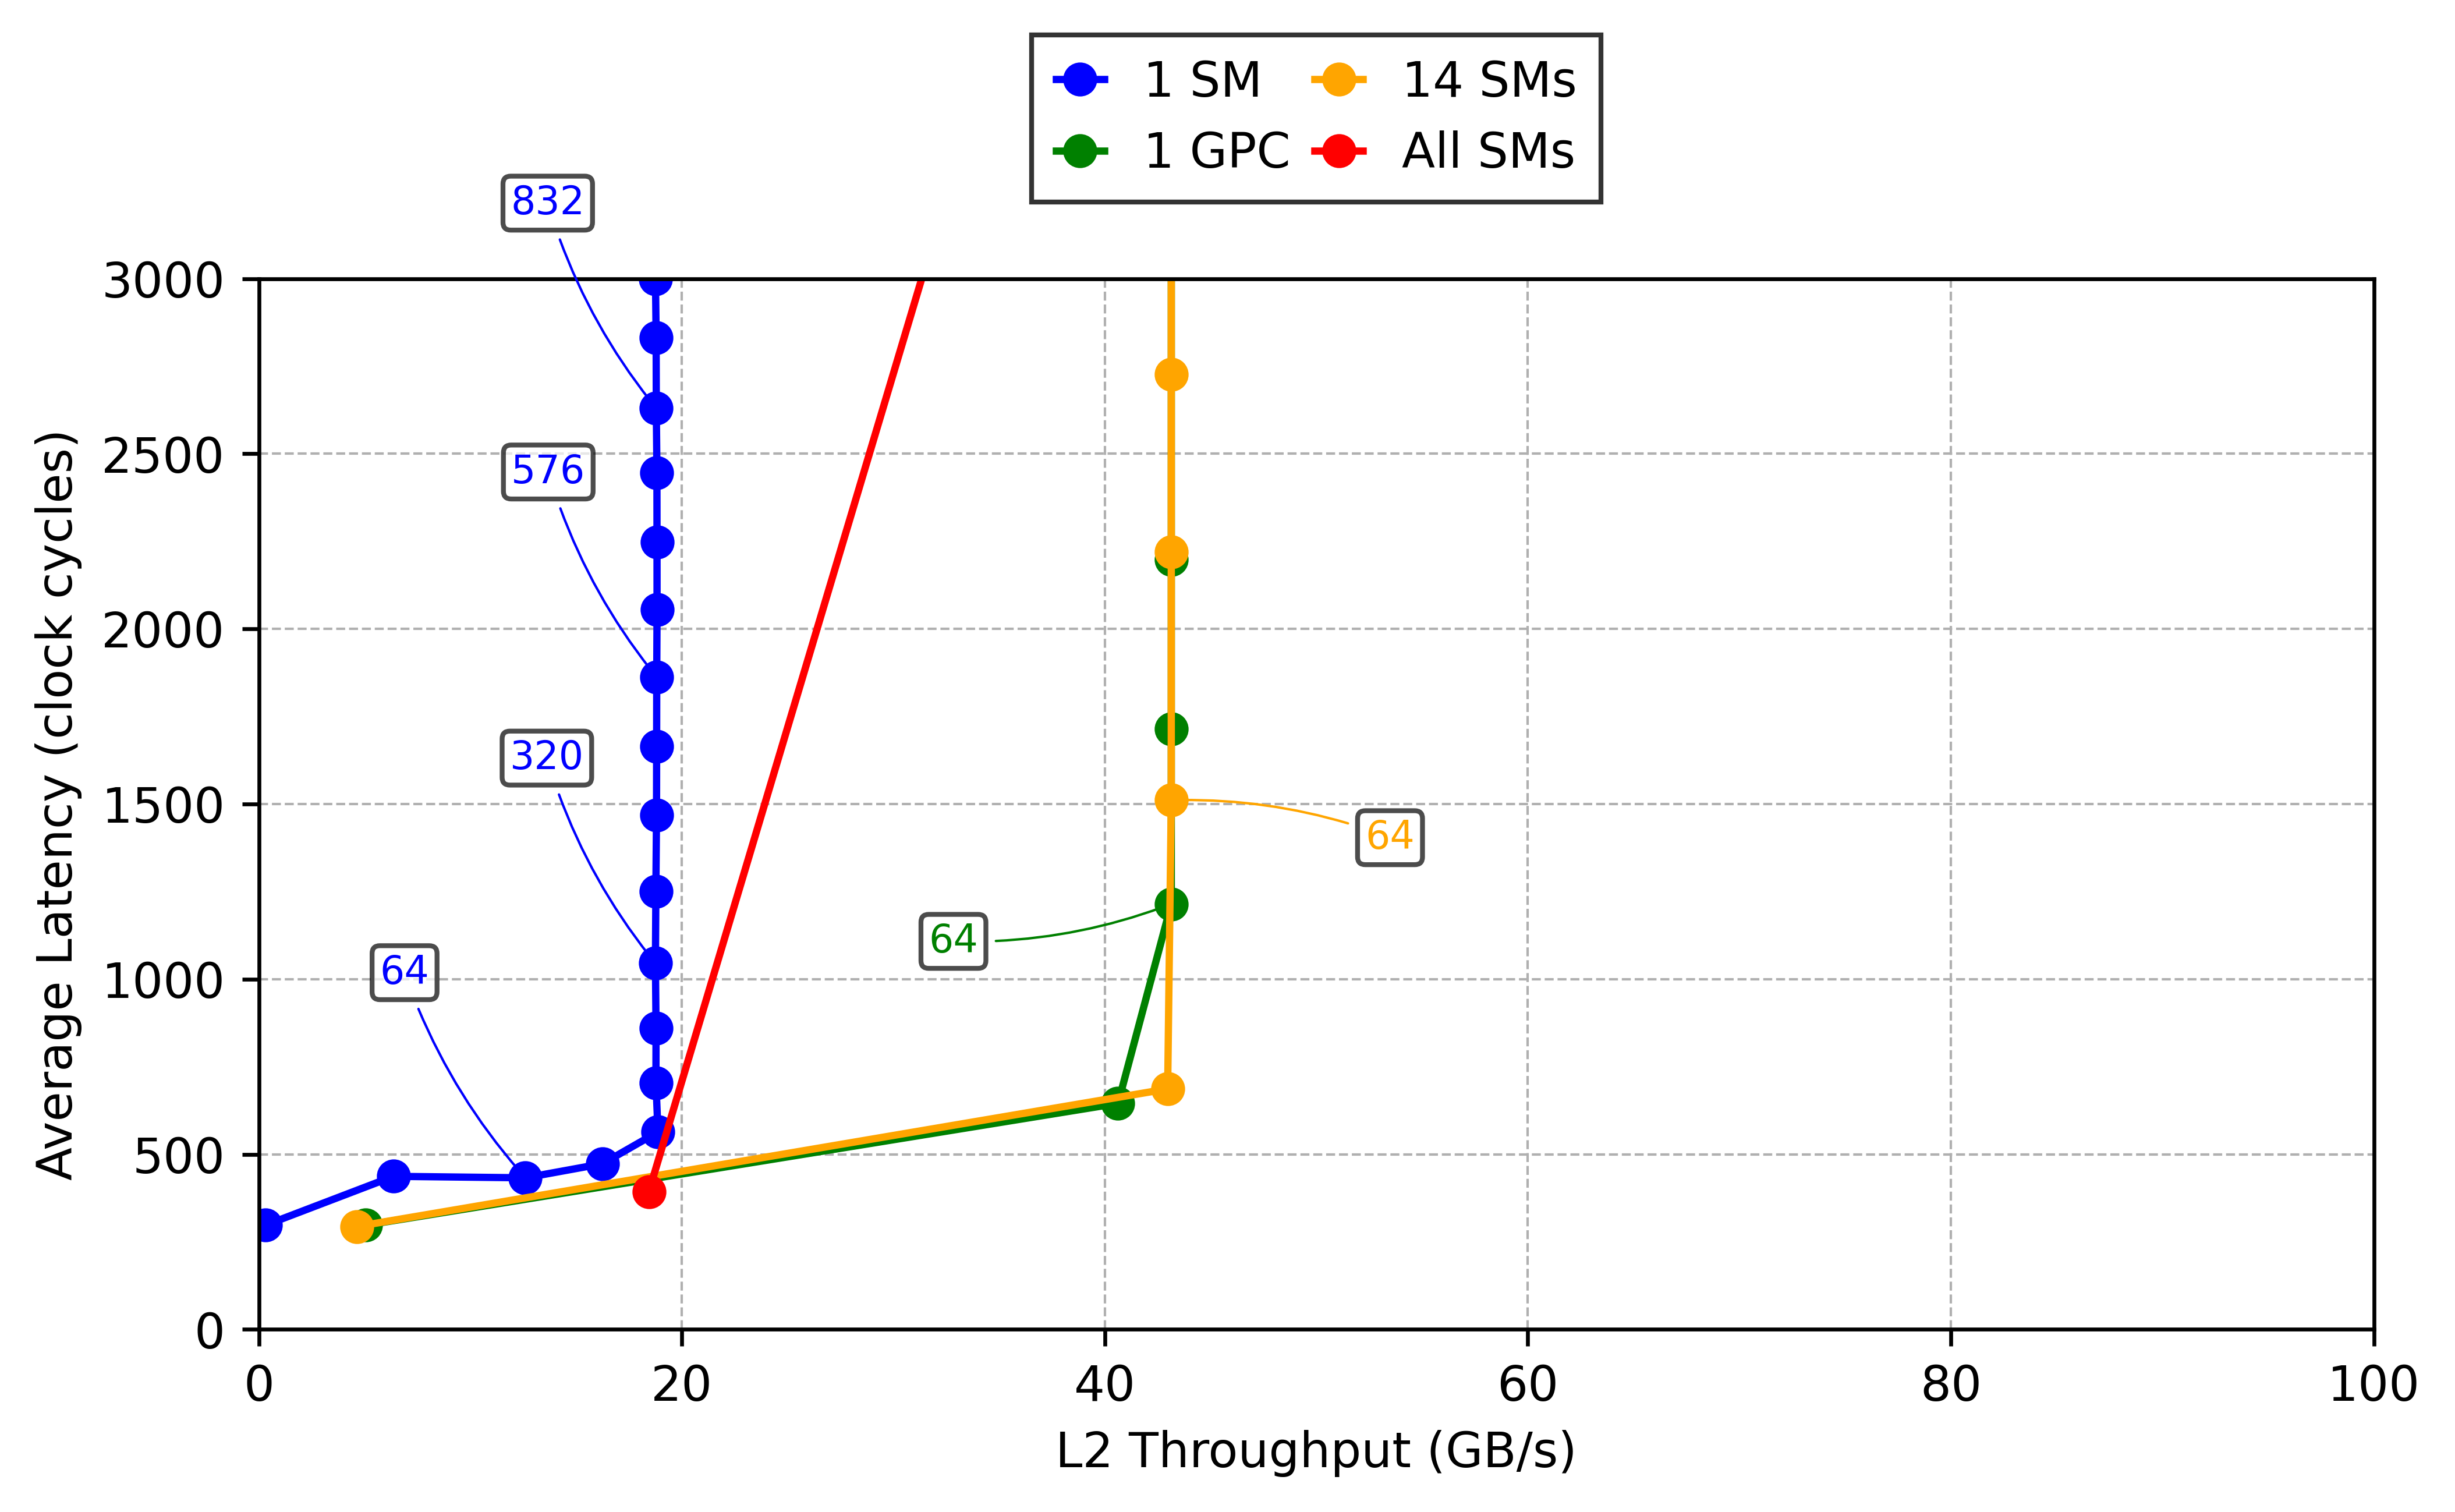 1 SM
14 SMs
1 GPC
All SMs
832
3000
576
2500
2000
320
1500
64
64
1000
64
500
0
Average Latency (clock cycles)
0 20 40 60 80 100
L2 Throughput (GB/s)